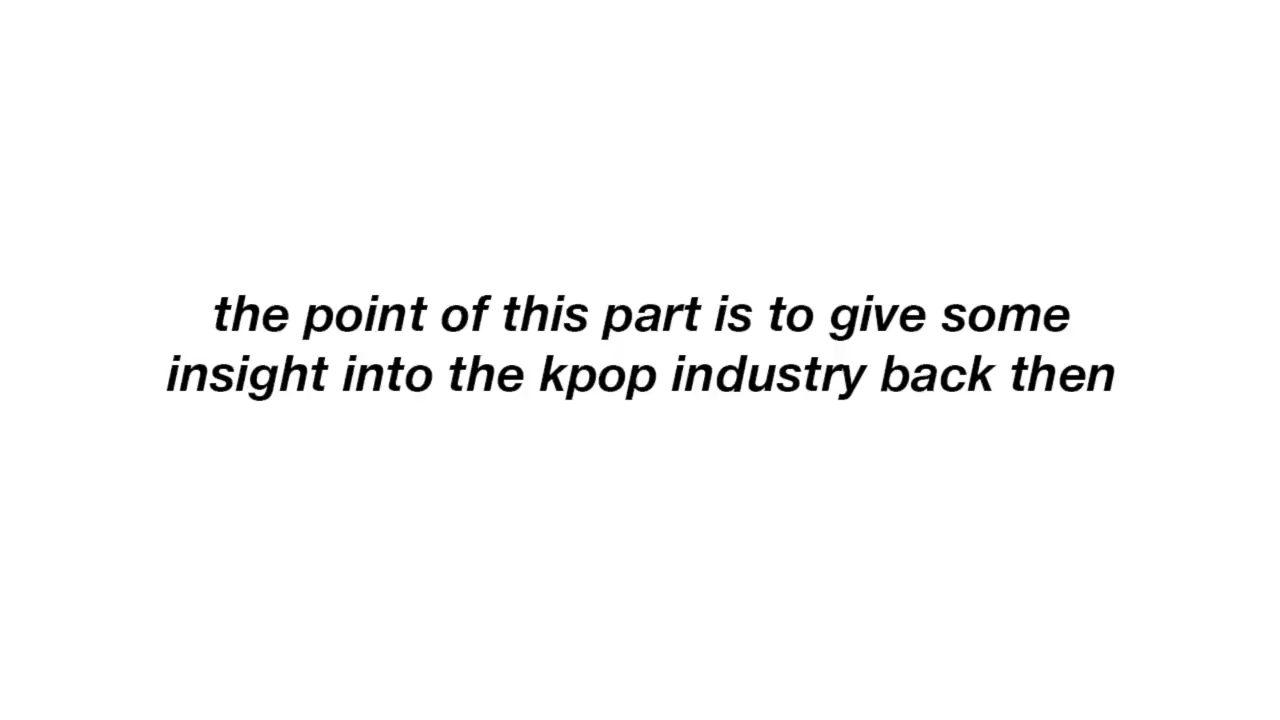 the point of this part is to give some
insight into the kpop industry back then